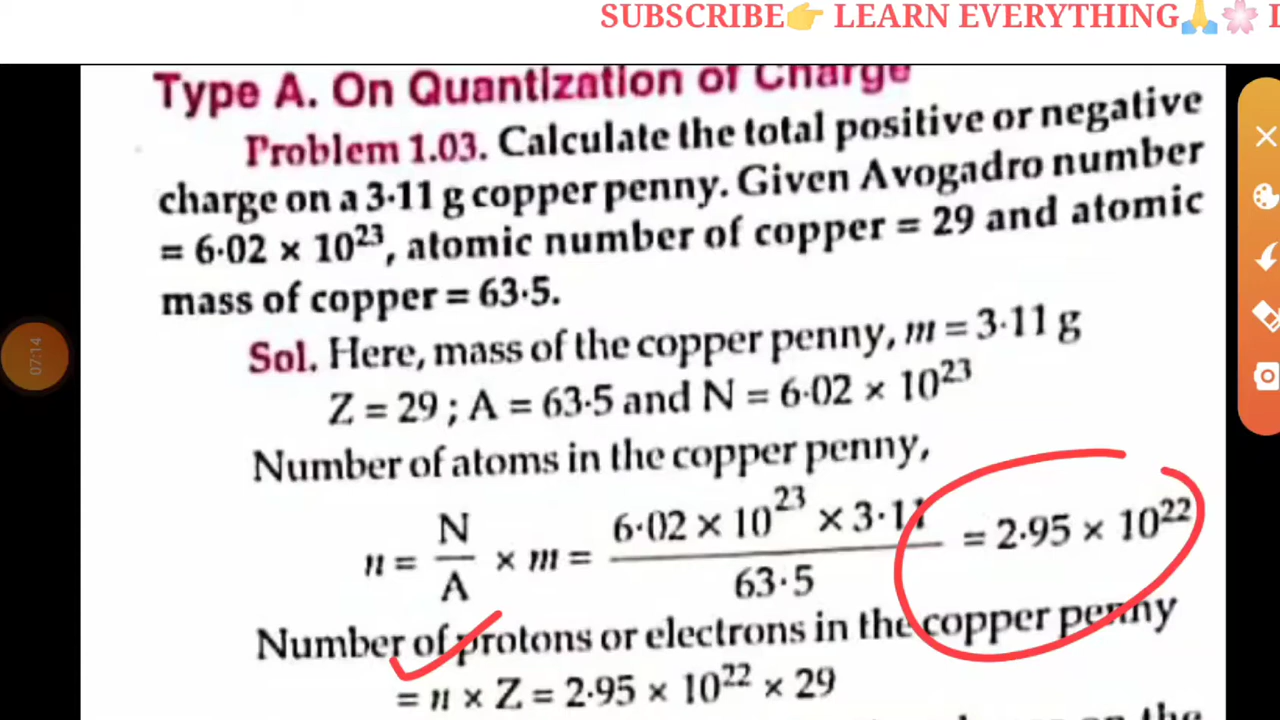 SUBSCRIBE👉 LEARN EVERYTHING🙏🌸
Type A. On Quantization of Charge
Problem 1.03. Calculate the total positive or negative
charge on a 3·11 g copper penny. Given Avogadro number
= 6·02 × 10²³, atomic number of copper = 29 and atomic
mass of copper = 63·5.
Sol. Here, mass of the copper penny, m = 3·11 g
Z = 29 ; A = 63·5 and N = 6·02 × 10²³
Number of atoms in the copper penny,
n = N/A × m = 6·02 × 10²³ × 3·11 / 63·5 = 2·95 × 10²²
Number of protons or electrons in the copper penny
= n × Z = 2·95 × 10²² × 29
07:14